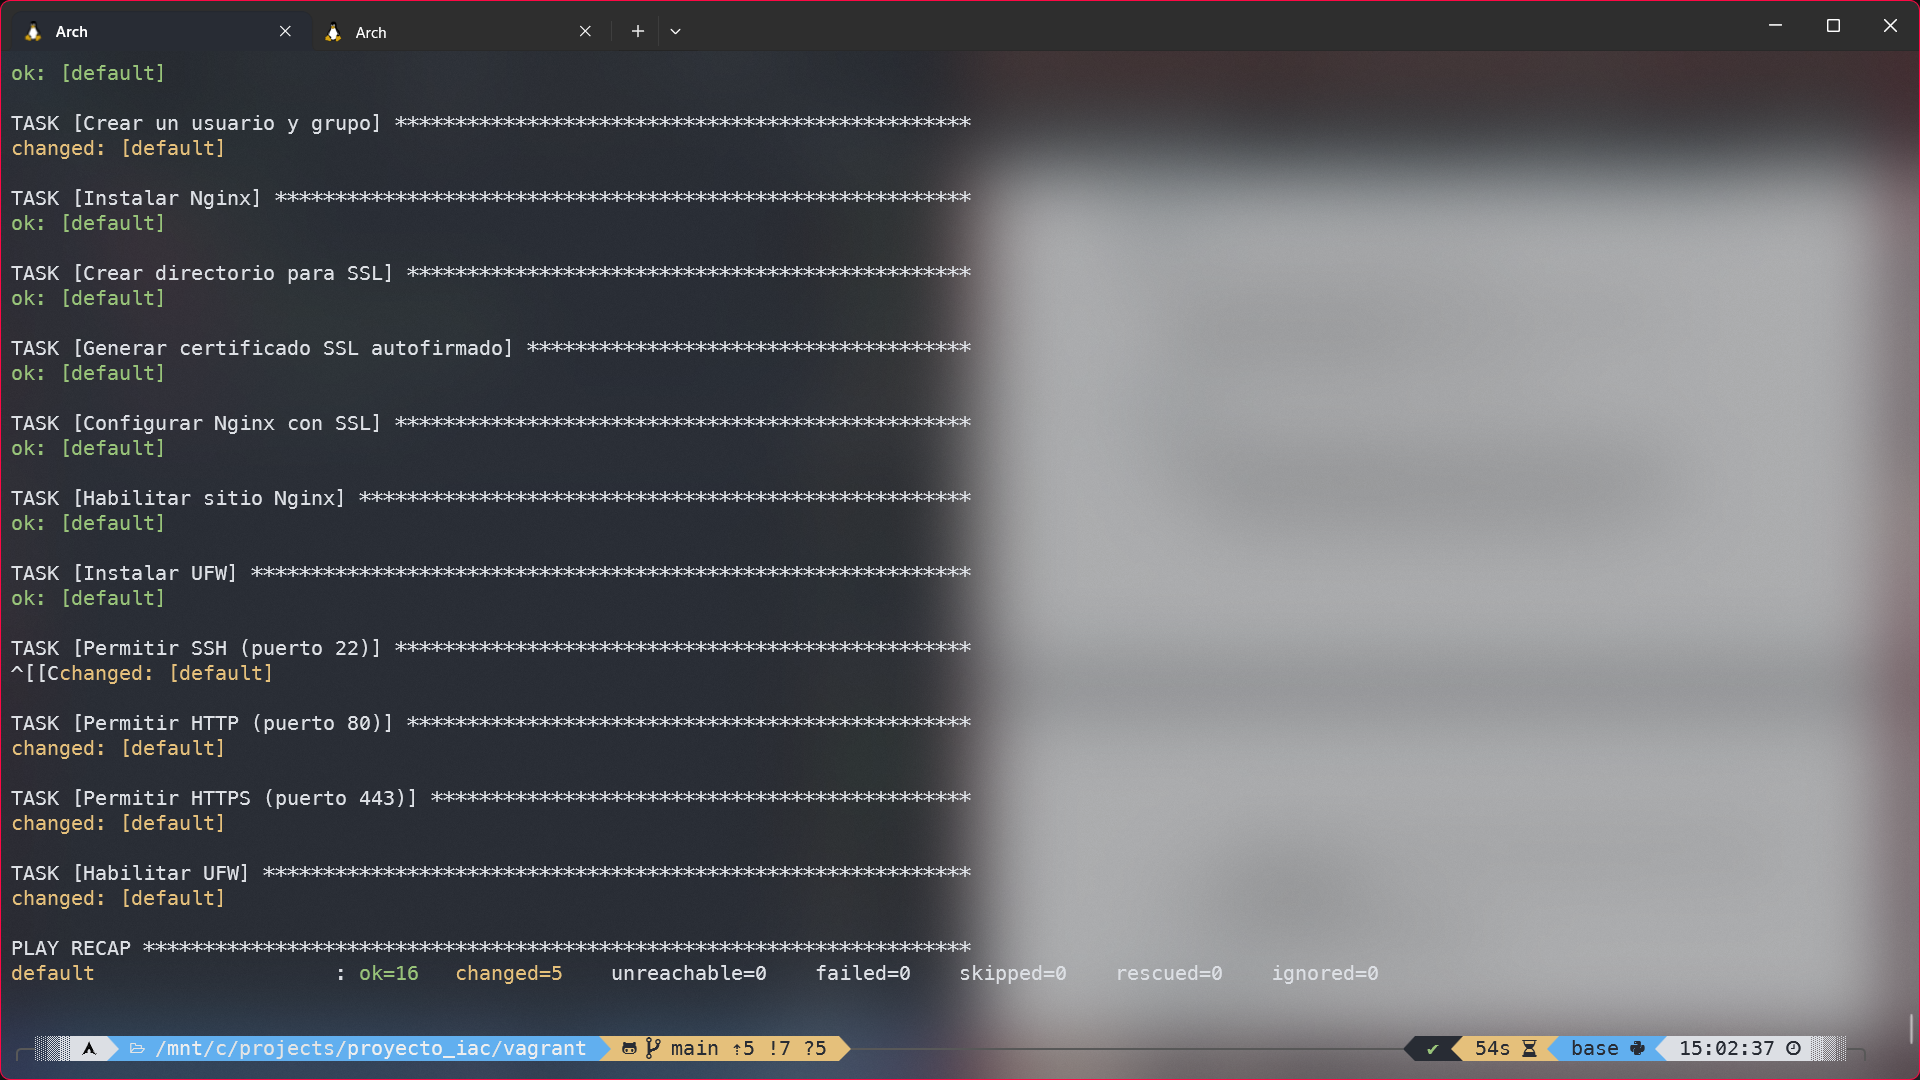 Arch
Arch
ok: [default]
TASK [Crear un usuario y grupo] ************************************************
changed: [default]
TASK [Instalar Nginx] **********************************************************
ok: [default]
TASK [Crear directorio para SSL] ***********************************************
ok: [default]
TASK [Generar certificado SSL autofirmado] *************************************
ok: [default]
TASK [Configurar Nginx con SSL] ************************************************
ok: [default]
TASK [Habilitar sitio Nginx] ***************************************************
ok: [default]
TASK [Instalar UFW] ************************************************************
ok: [default]
TASK [Permitir SSH (puerto 22)] ************************************************
^[[Cchanged: [default]
TASK [Permitir HTTP (puerto 80)] ***********************************************
changed: [default]
TASK [Permitir HTTPS (puerto 443)] *********************************************
changed: [default]
TASK [Habilitar UFW] ***********************************************************
changed: [default]
PLAY RECAP *********************************************************************
default : ok=16 changed=5 unreachable=0 failed=0 skipped=0 rescued=0 ignored=0
/mnt/c/projects/proyecto_iac/vagrant main ⇡5 !7 ?5 ✔ 54s base 15:02:37